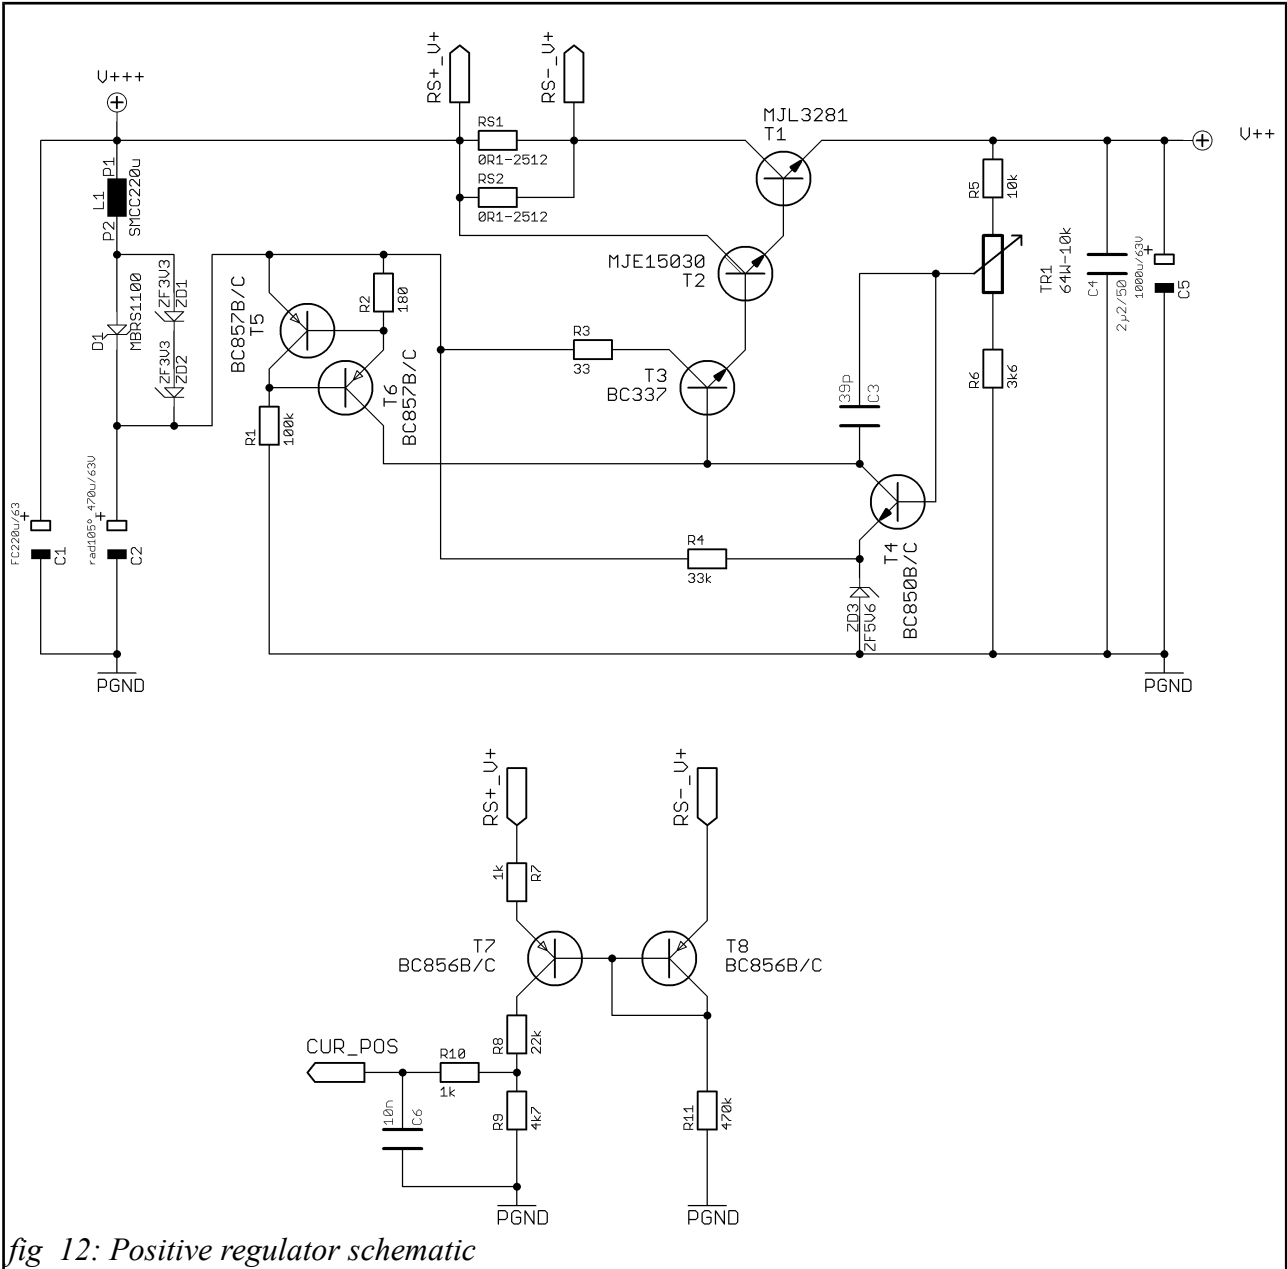 V+++
RS+_V+
RS-_V+
MJL3281
T1
V++
RS1
0R1-2512
RS2
0R1-2512
P1
L1
P2
SMCC220u
R5
10k
MJE15030
T2
TR1
64W-10k
C4
2µ2/50
1000u/63V
+
C5
D1
MBRS1100
ZF3V3
ZD1
ZF3V3
ZD2
BC857B/C
T5
R2
180
T6
BC857B/C
R3
33
T3
BC337
39p
C3
R6
3k6
R1
100k
FC220u/63
+
C1
rad105°_470u/63V
+
C2
R4
33k
T4
BC850B/C
ZD3
ZF5V6
PGND
PGND
RS+_V+
RS-_V+
1k
R7
T7
BC856B/C
T8
BC856B/C
R8
22k
CUR_POS
R10
1k
10n
C6
R9
4k7
R11
470k
PGND
PGND
fig 12: Positive regulator schematic